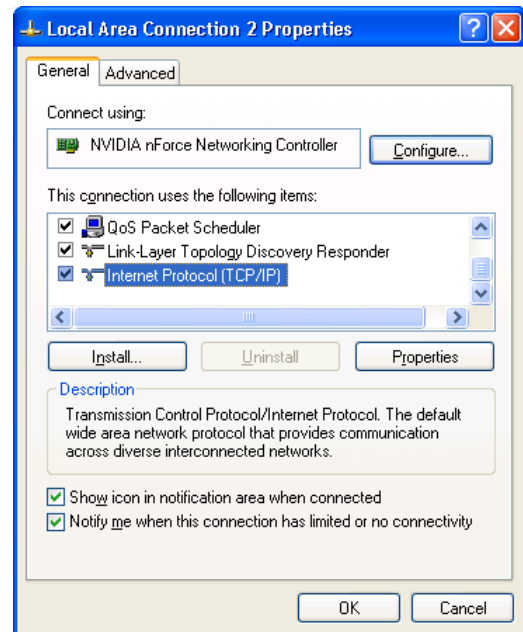 Local Area Connection 2 Properties
General Advanced
Connect using:
NVIDIA nForce Networking Controller Configure...
This connection uses the following items:
QoS Packet Scheduler
Link-Layer Topology Discovery Responder
Internet Protocol (TCP/IP)
Install... Uninstall Properties
Description
Transmission Control Protocol/Internet Protocol. The default
wide area network protocol that provides communication
across diverse interconnected networks.
Show icon in notification area when connected
Notify me when this connection has limited or no connectivity
OK Cancel